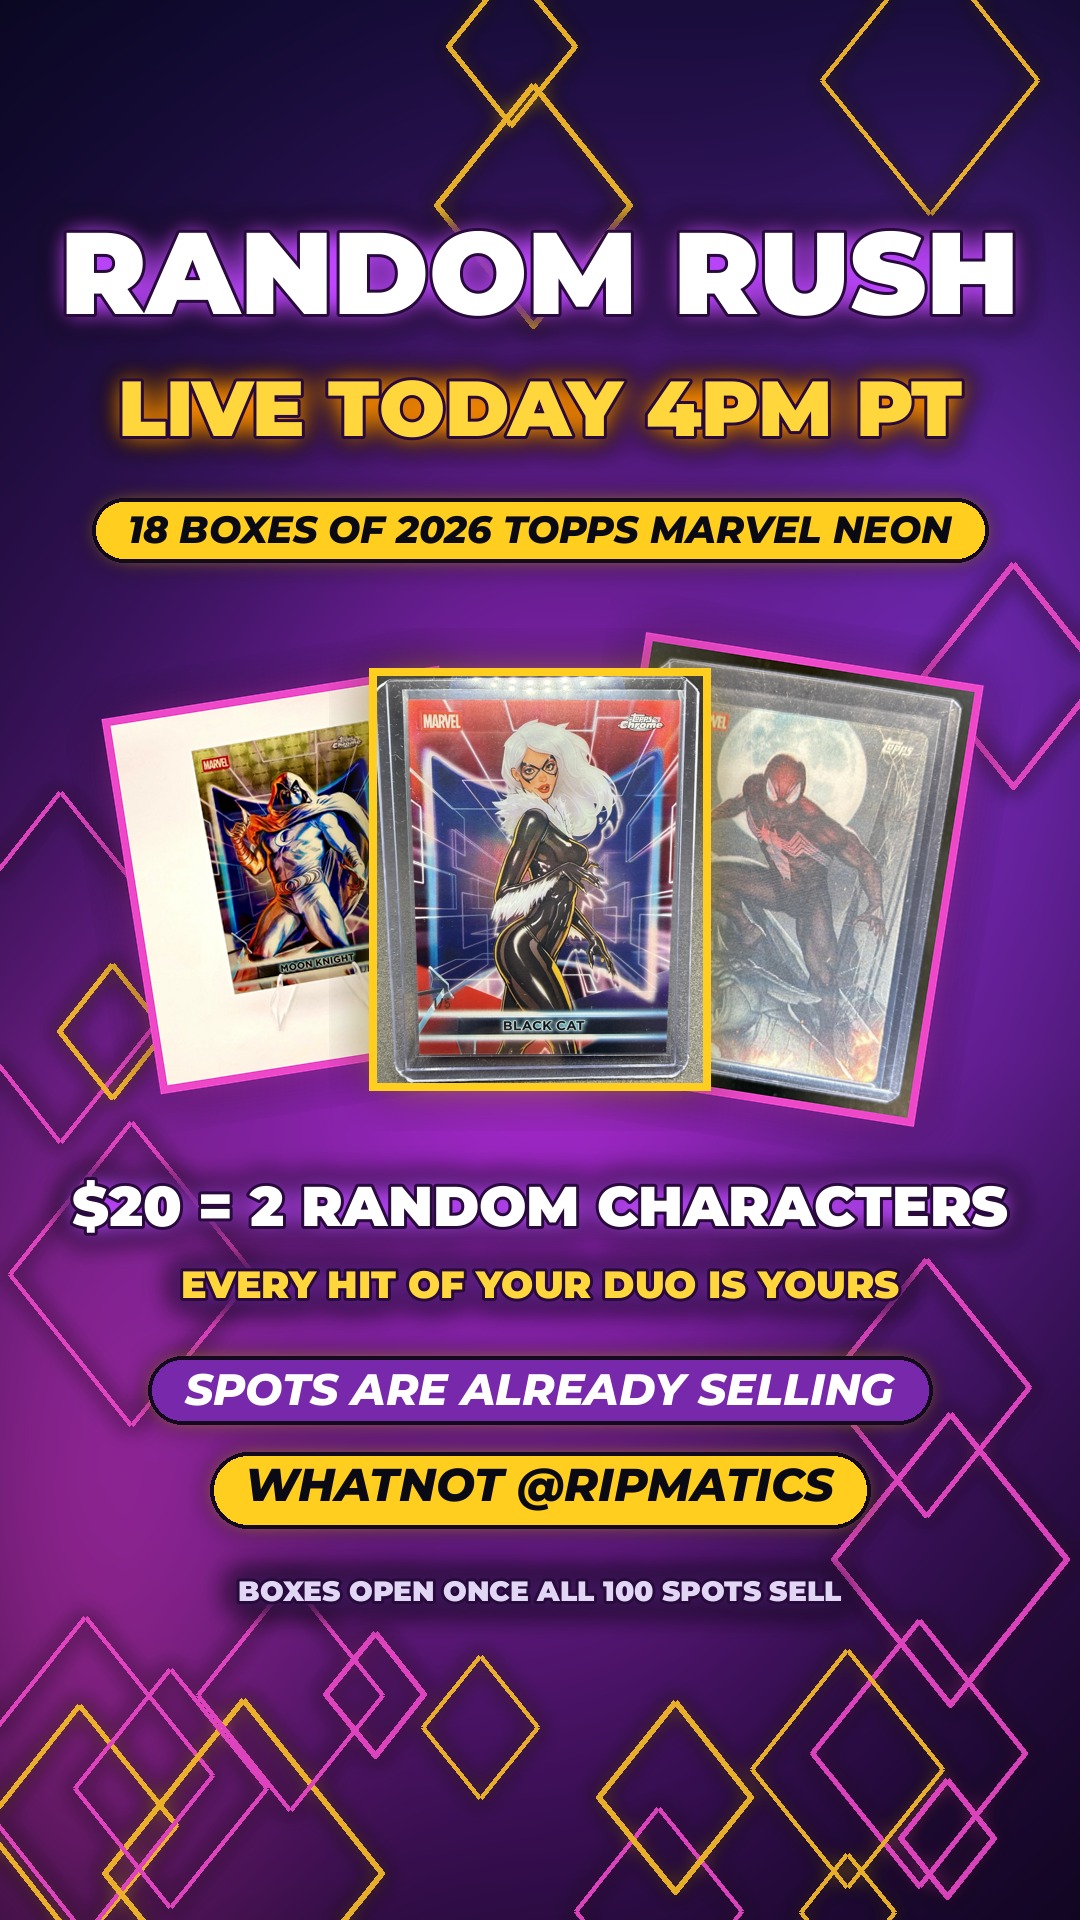 RANDOM RUSH
LIVE TODAY 4PM PT
18 BOXES OF 2026 TOPPS MARVEL NEON
MARVEL
Topps Chrome
MOON KNIGHT
MARVEL
Topps Chrome
BLACK CAT
Topps
$20 = 2 RANDOM CHARACTERS
EVERY HIT OF YOUR DUO IS YOURS
SPOTS ARE ALREADY SELLING
WHATNOT @RIPMATICS
BOXES OPEN ONCE ALL 100 SPOTS SELL